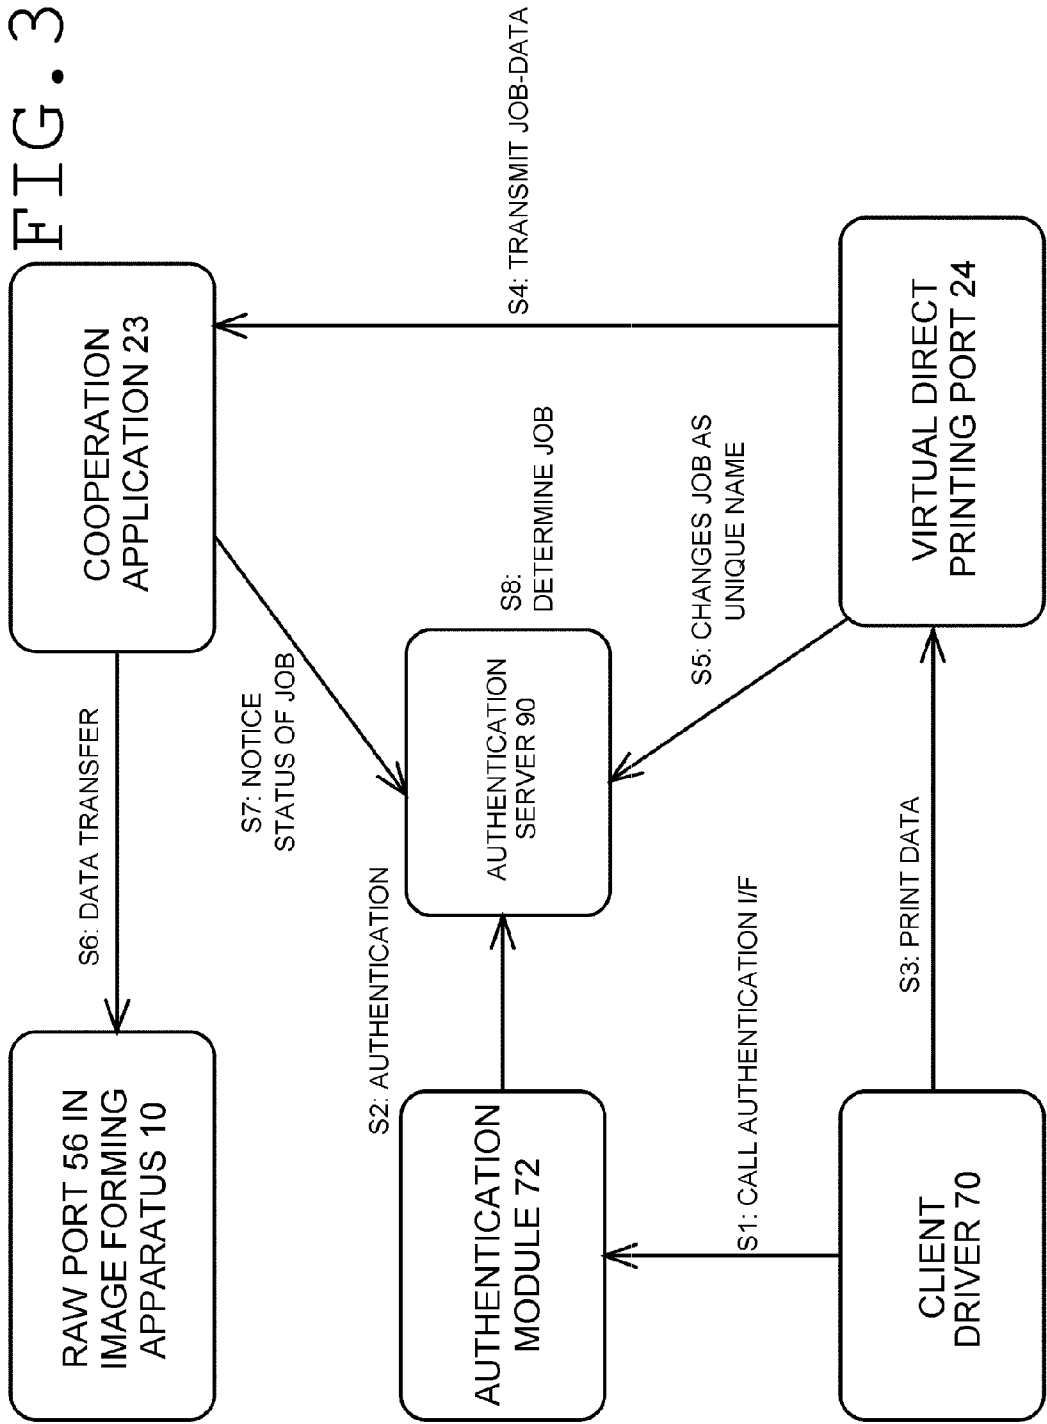 FIG.3
RAW PORT 56 IN
IMAGE FORMING
APPARATUS 10
S6: DATA TRANSFER
COOPERATION
APPLICATION 23
S7: NOTICE
STATUS OF JOB
S2: AUTHENTICATION
AUTHENTICATION
MODULE 72
AUTHENTICATION
SERVER 90
S8:
DETERMINE JOB
S4: TRANSMIT JOB-DATA
S1: CALL AUTHENTICATION I/F
S5: CHANGES JOB AS
UNIQUE NAME
CLIENT
DRIVER 70
S3: PRINT DATA
VIRTUAL DIRECT
PRINTING PORT 24